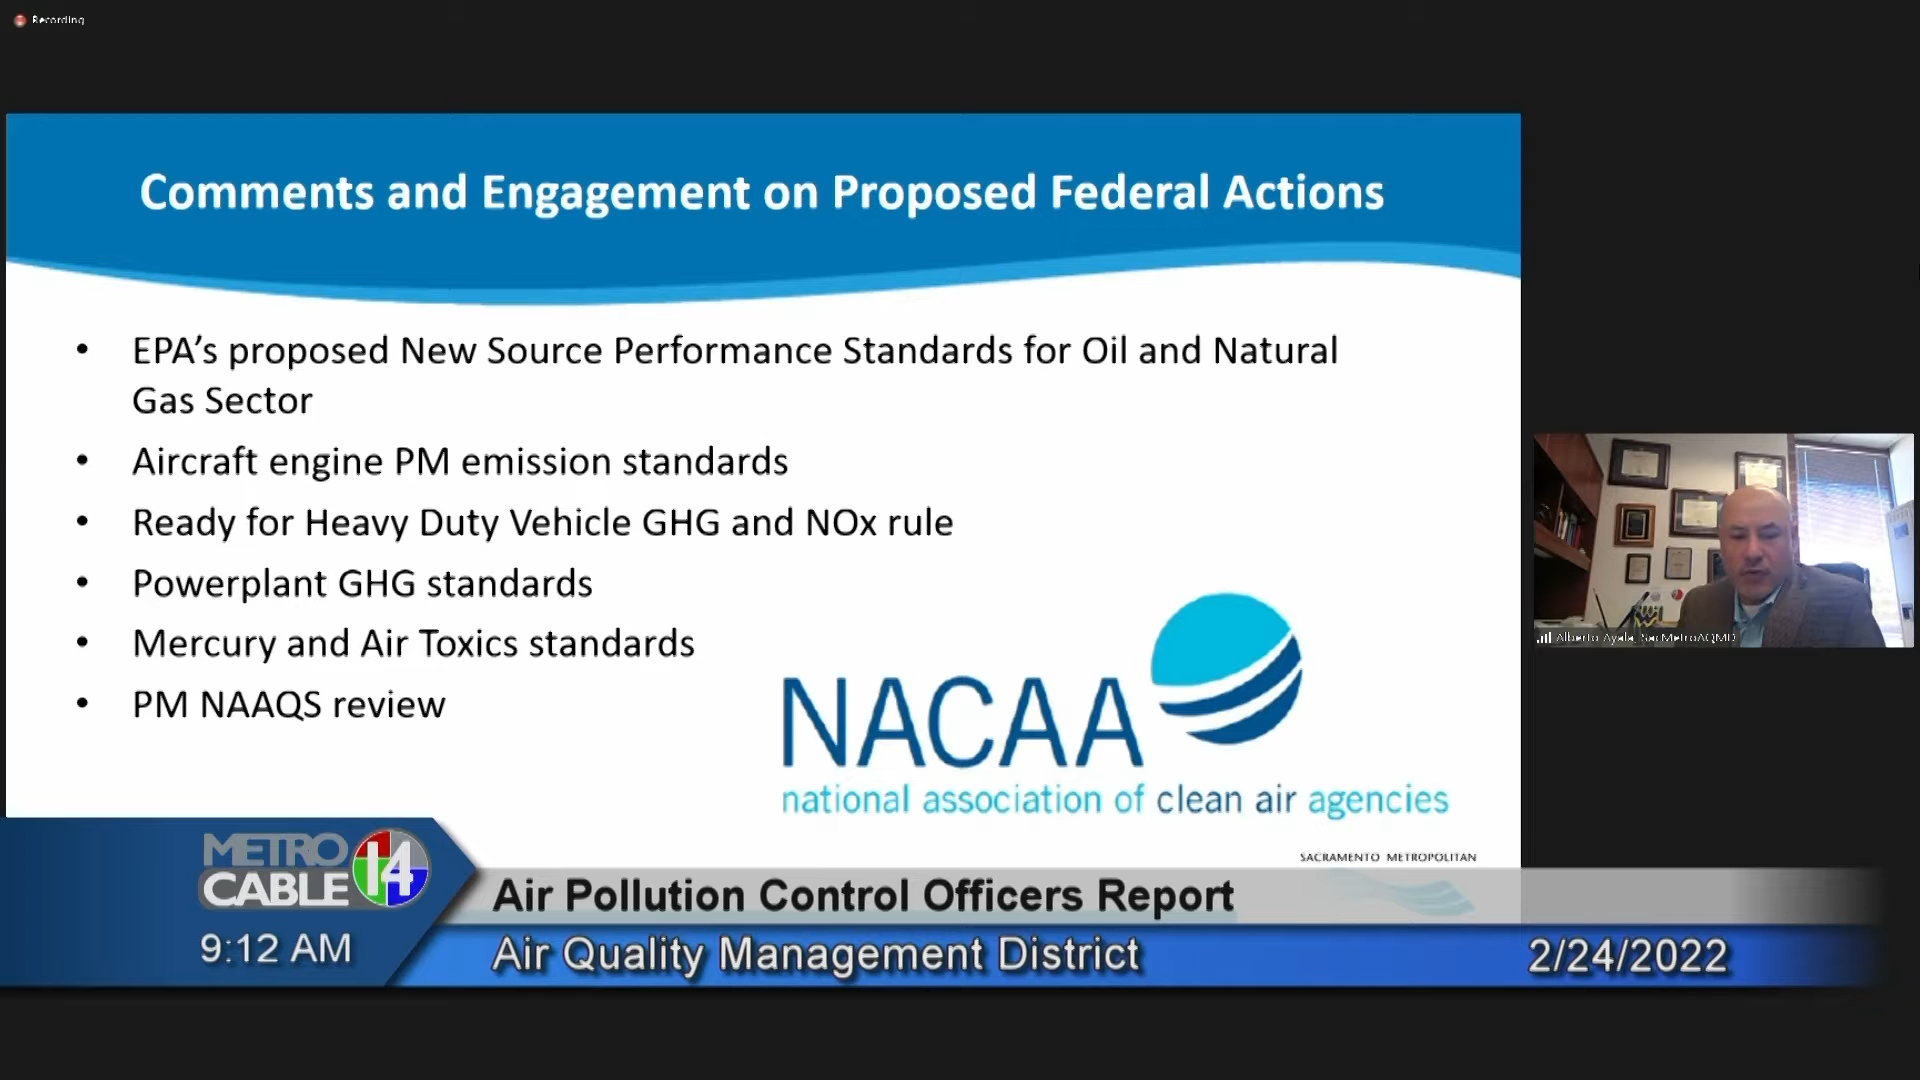 Recording
Comments and Engagement on Proposed Federal Actions
• EPA's proposed New Source Performance Standards for Oil and Natural
Gas Sector
• Aircraft engine PM emission standards
• Ready for Heavy Duty Vehicle GHG and NOx rule
• Powerplant GHG standards
• Mercury and Air Toxics standards
• PM NAAQS review
NACAA
national association of clean air agencies
Alberto Ayala, SacMetroAQMD
SACRAMENTO METROPOLITAN
METRO
CABLE 14
9:12 AM
Air Pollution Control Officers Report
Air Quality Management District
2/24/2022